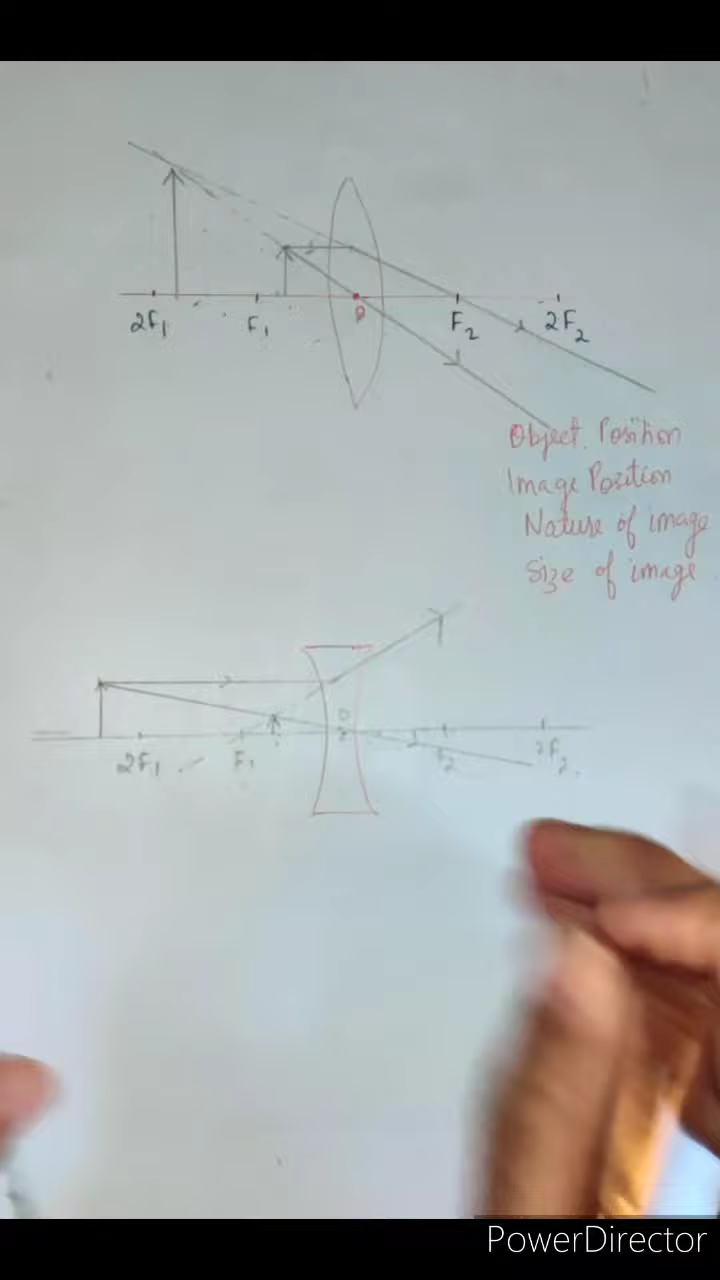 2F₁ F₁ O F₂ 2F₂
Object Position
Image Position
Nature of image
Size of image
O
2F₁ F₁ F₂ 2F₂
PowerDirector